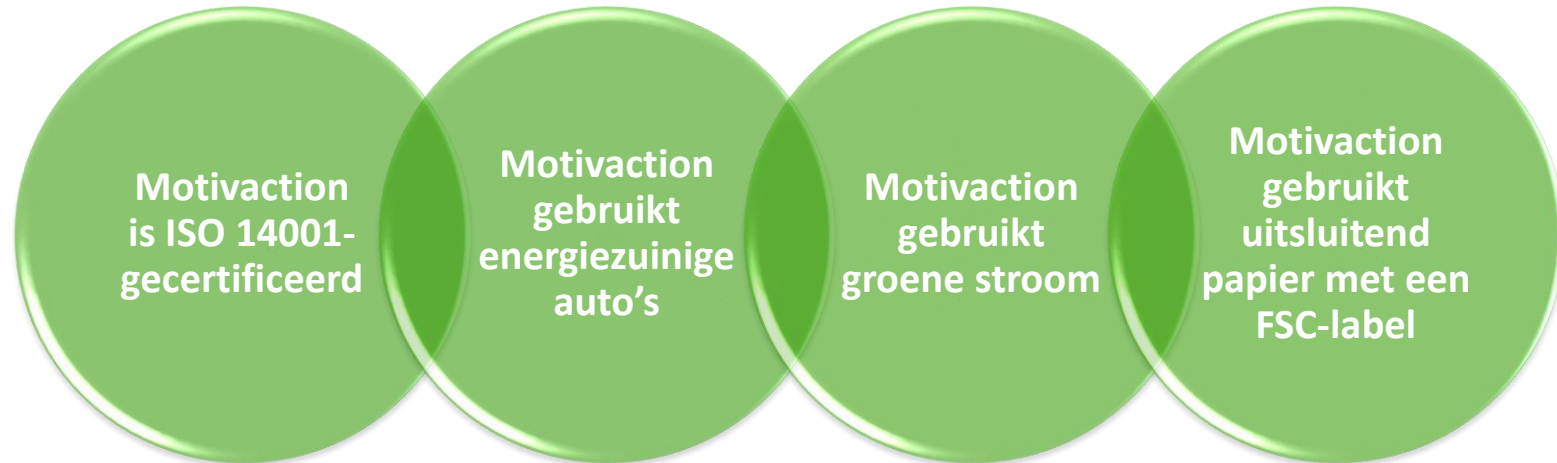 Motivaction
is ISO 14001-
gecertificeerd
Motivaction
gebruikt
energiezuinige
auto’s
Motivaction
gebruikt
groene stroom
Motivaction
gebruikt
uitsluitend
papier met een
FSC-label